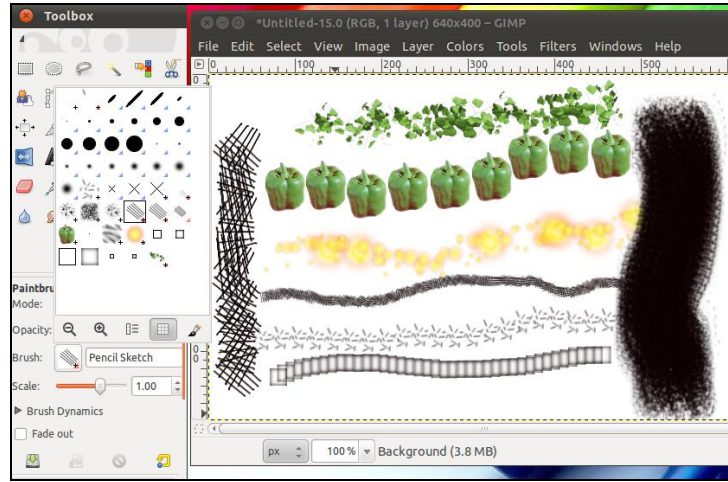 Toolbox
*Untitled-15.0 (RGB, 1 layer) 640x400 – GIMP
File Edit Select View Image Layer Colors Tools Filters Windows Help
0 100 200 300 400 500
Paintbru
Mode:
Opacity:
Brush: Pencil Sketch
Scale: 1.00
Brush Dynamics
Fade out
px 100 % Background (3.8 MB)